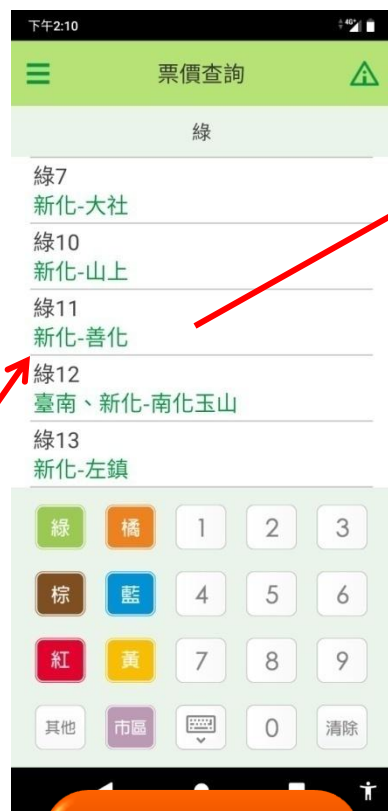 下午2:10
4G+
票價查詢
綠
綠7
新化-大社
綠10
新化-山上
綠11
新化-善化
綠12
臺南、新化-南化玉山
綠13
新化-左鎮
綠 橘 1 2 3
棕 藍 4 5 6
紅 黃 7 8 9
其他 市區 0 清除